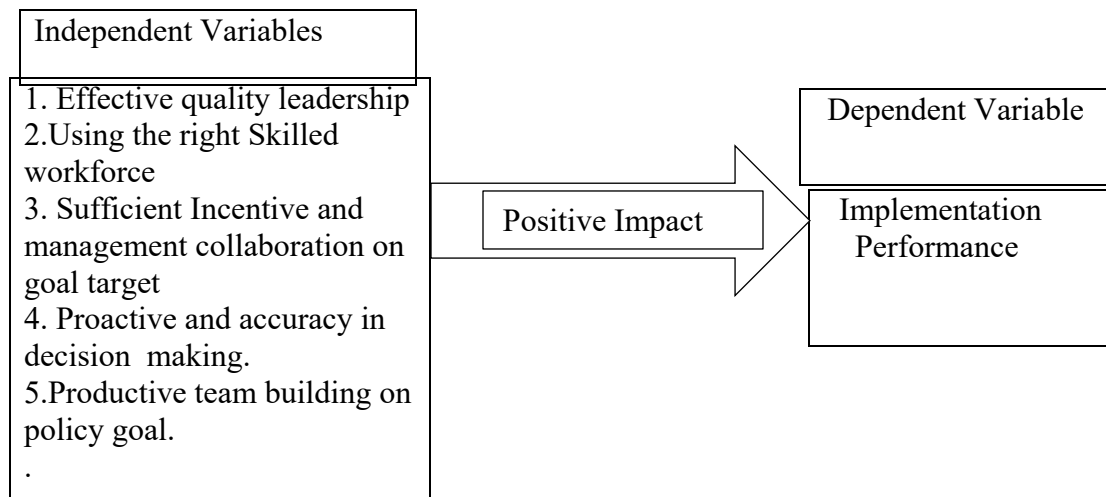 Independent Variables
1. Effective quality leadership
2.Using the right Skilled
workforce
3. Sufficient Incentive and
management collaboration on
goal target
4. Proactive and accuracy in
decision  making.
5.Productive team building on
policy goal.
.
Positive Impact
Dependent Variable
Implementation
Performance